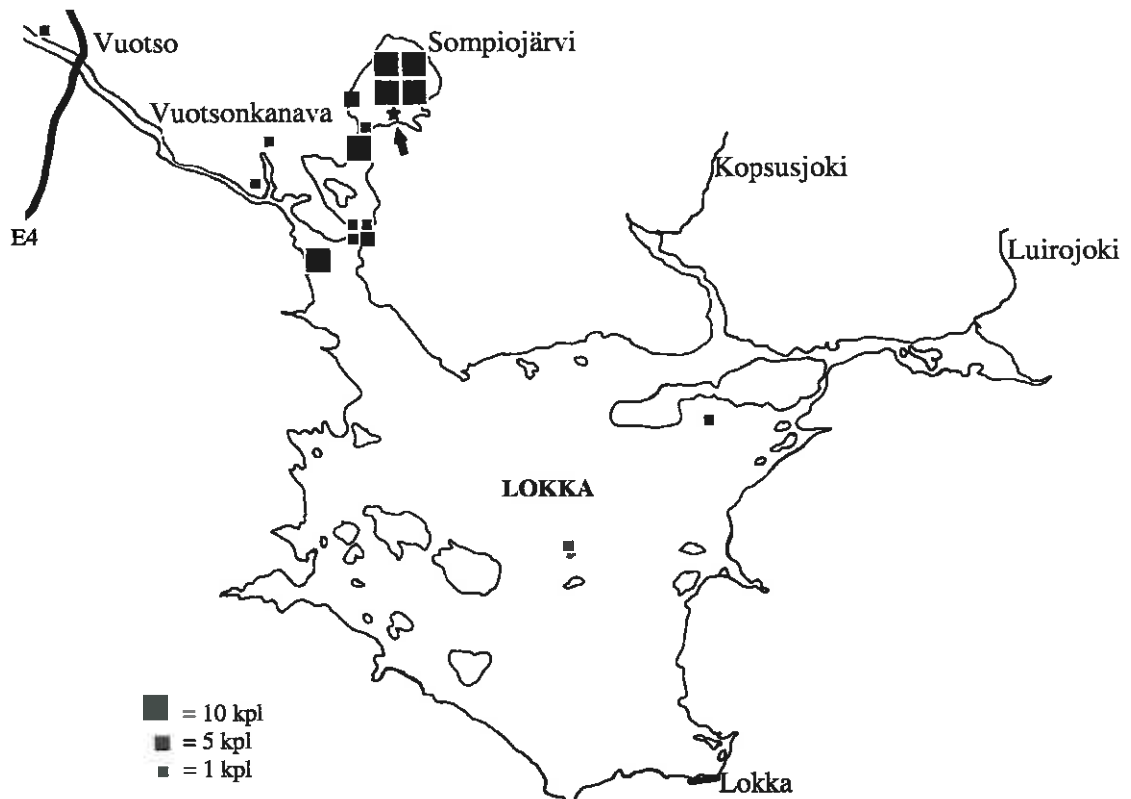 Vuotso
Sompiojärvi
Vuotsonkanava
Kopsusjoki
E4
Luirojoki
LOKKA
= 10 kpl
= 5 kpl
= 1 kpl
Lokka